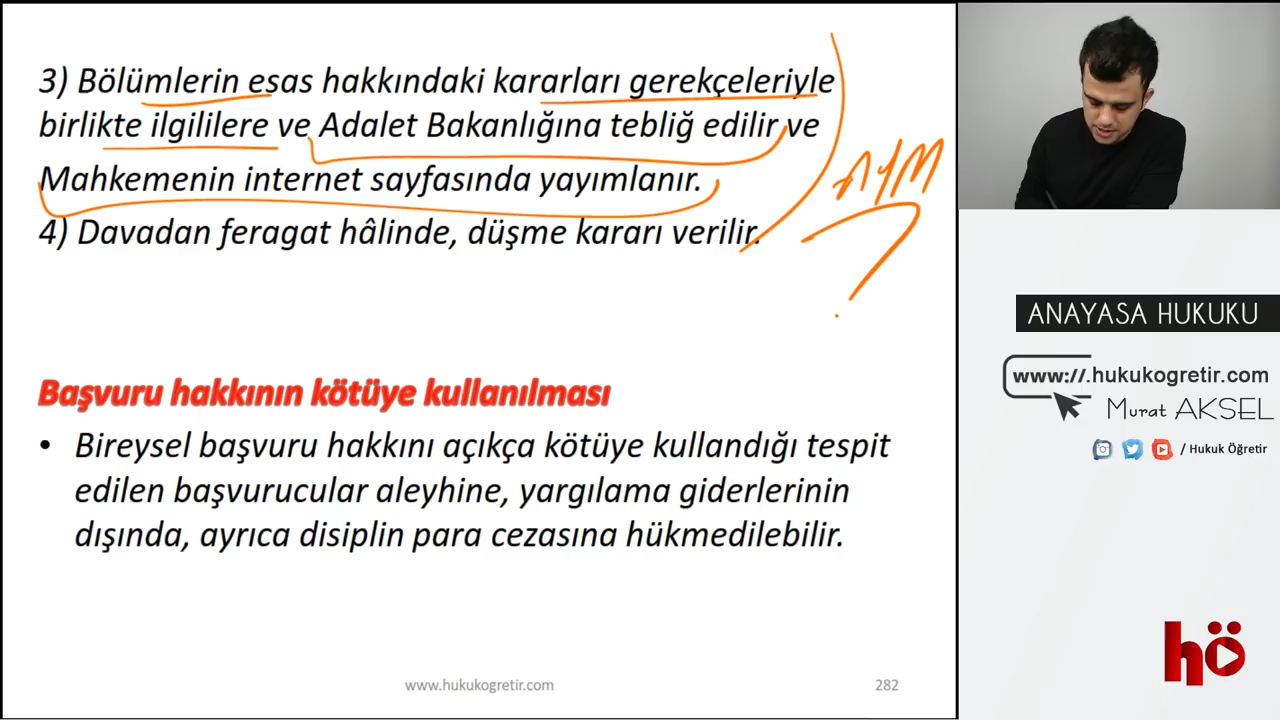 3) Bölümlerin esas hakkındaki kararları gerekçeleriyle
birlikte ilgililere ve Adalet Bakanlığına tebliğ edilir ve
Mahkemenin internet sayfasında yayımlanır.
4) Davadan feragat hâlinde, düşme kararı verilir.
AYM
Başvuru hakkının kötüye kullanılması
• Bireysel başvuru hakkını açıkça kötüye kullandığı tespit
edilen başvurucular aleyhine, yargılama giderlerinin
dışında, ayrıca disiplin para cezasına hükmedilebilir.
www.hukukogretir.com
282
ANAYASA HUKUKU
www://.hukukogretir.com
Murat AKSEL
/ Hukuk Öğretir
hö